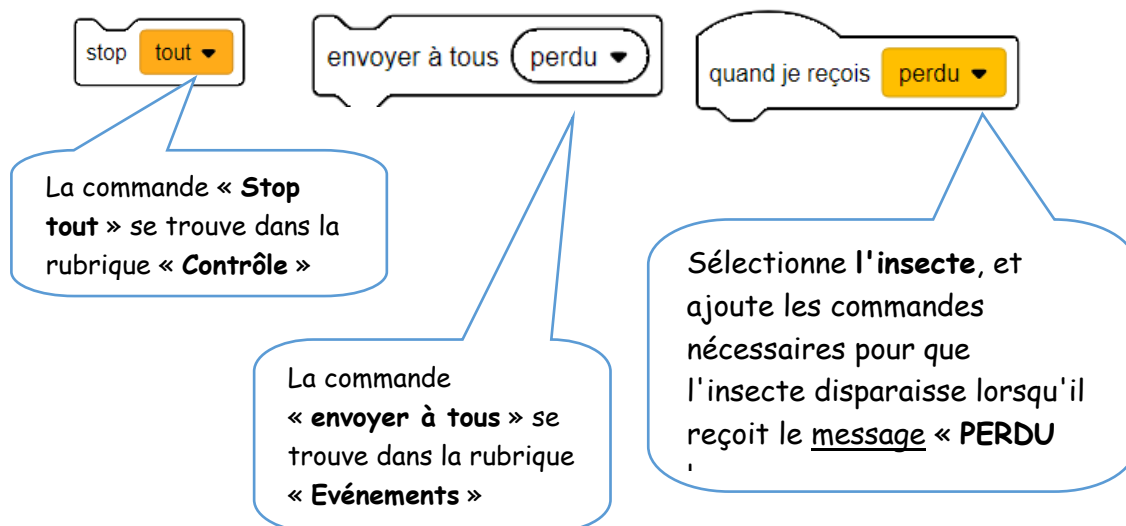 stop tout
envoyer à tous perdu
quand je reçois perdu
La commande « Stop
tout » se trouve dans la
rubrique « Contrôle »
La commande
« envoyer à tous » se
trouve dans la rubrique
« Evénements »
Sélectionne l'insecte, et
ajoute les commandes
nécessaires pour que
l'insecte disparaisse lorsqu'il
reçoit le message « PERDU